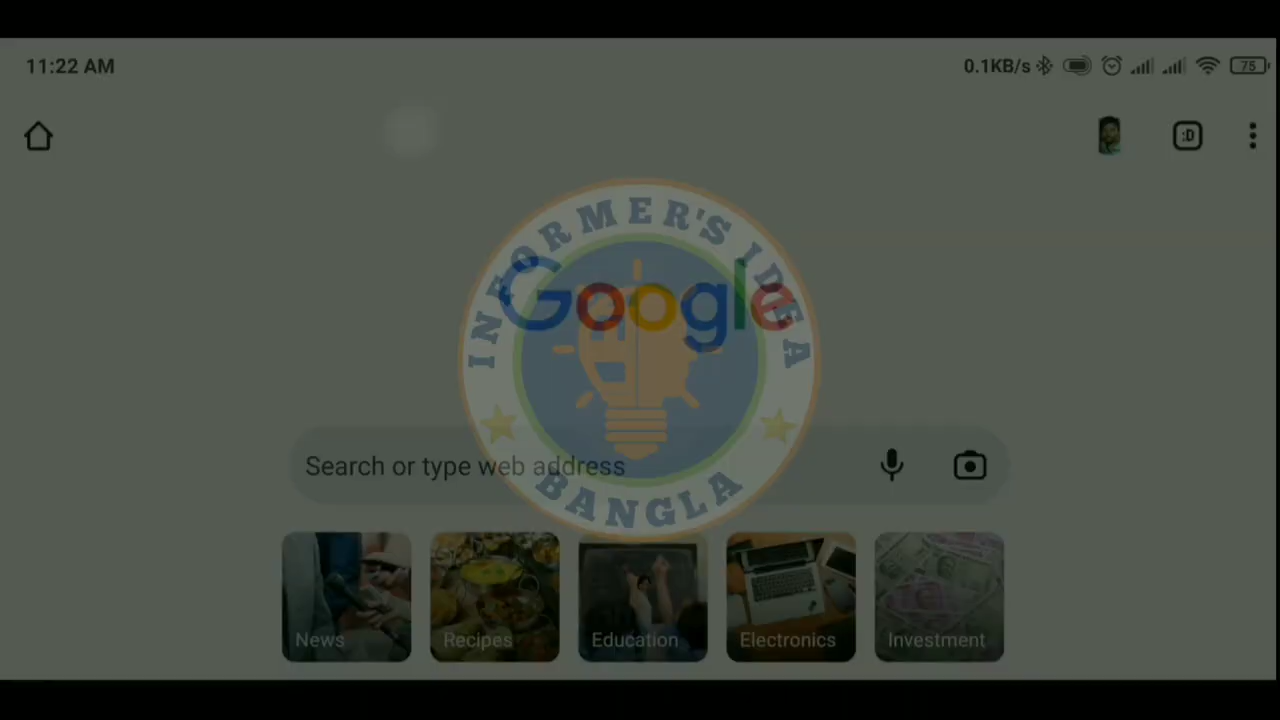 11:22 AM
0.1KB/s
75
:D
INFORMER'S IDEA
Google
Search or type web address
BANGLA
News
Recipes
Education
Electronics
Investment